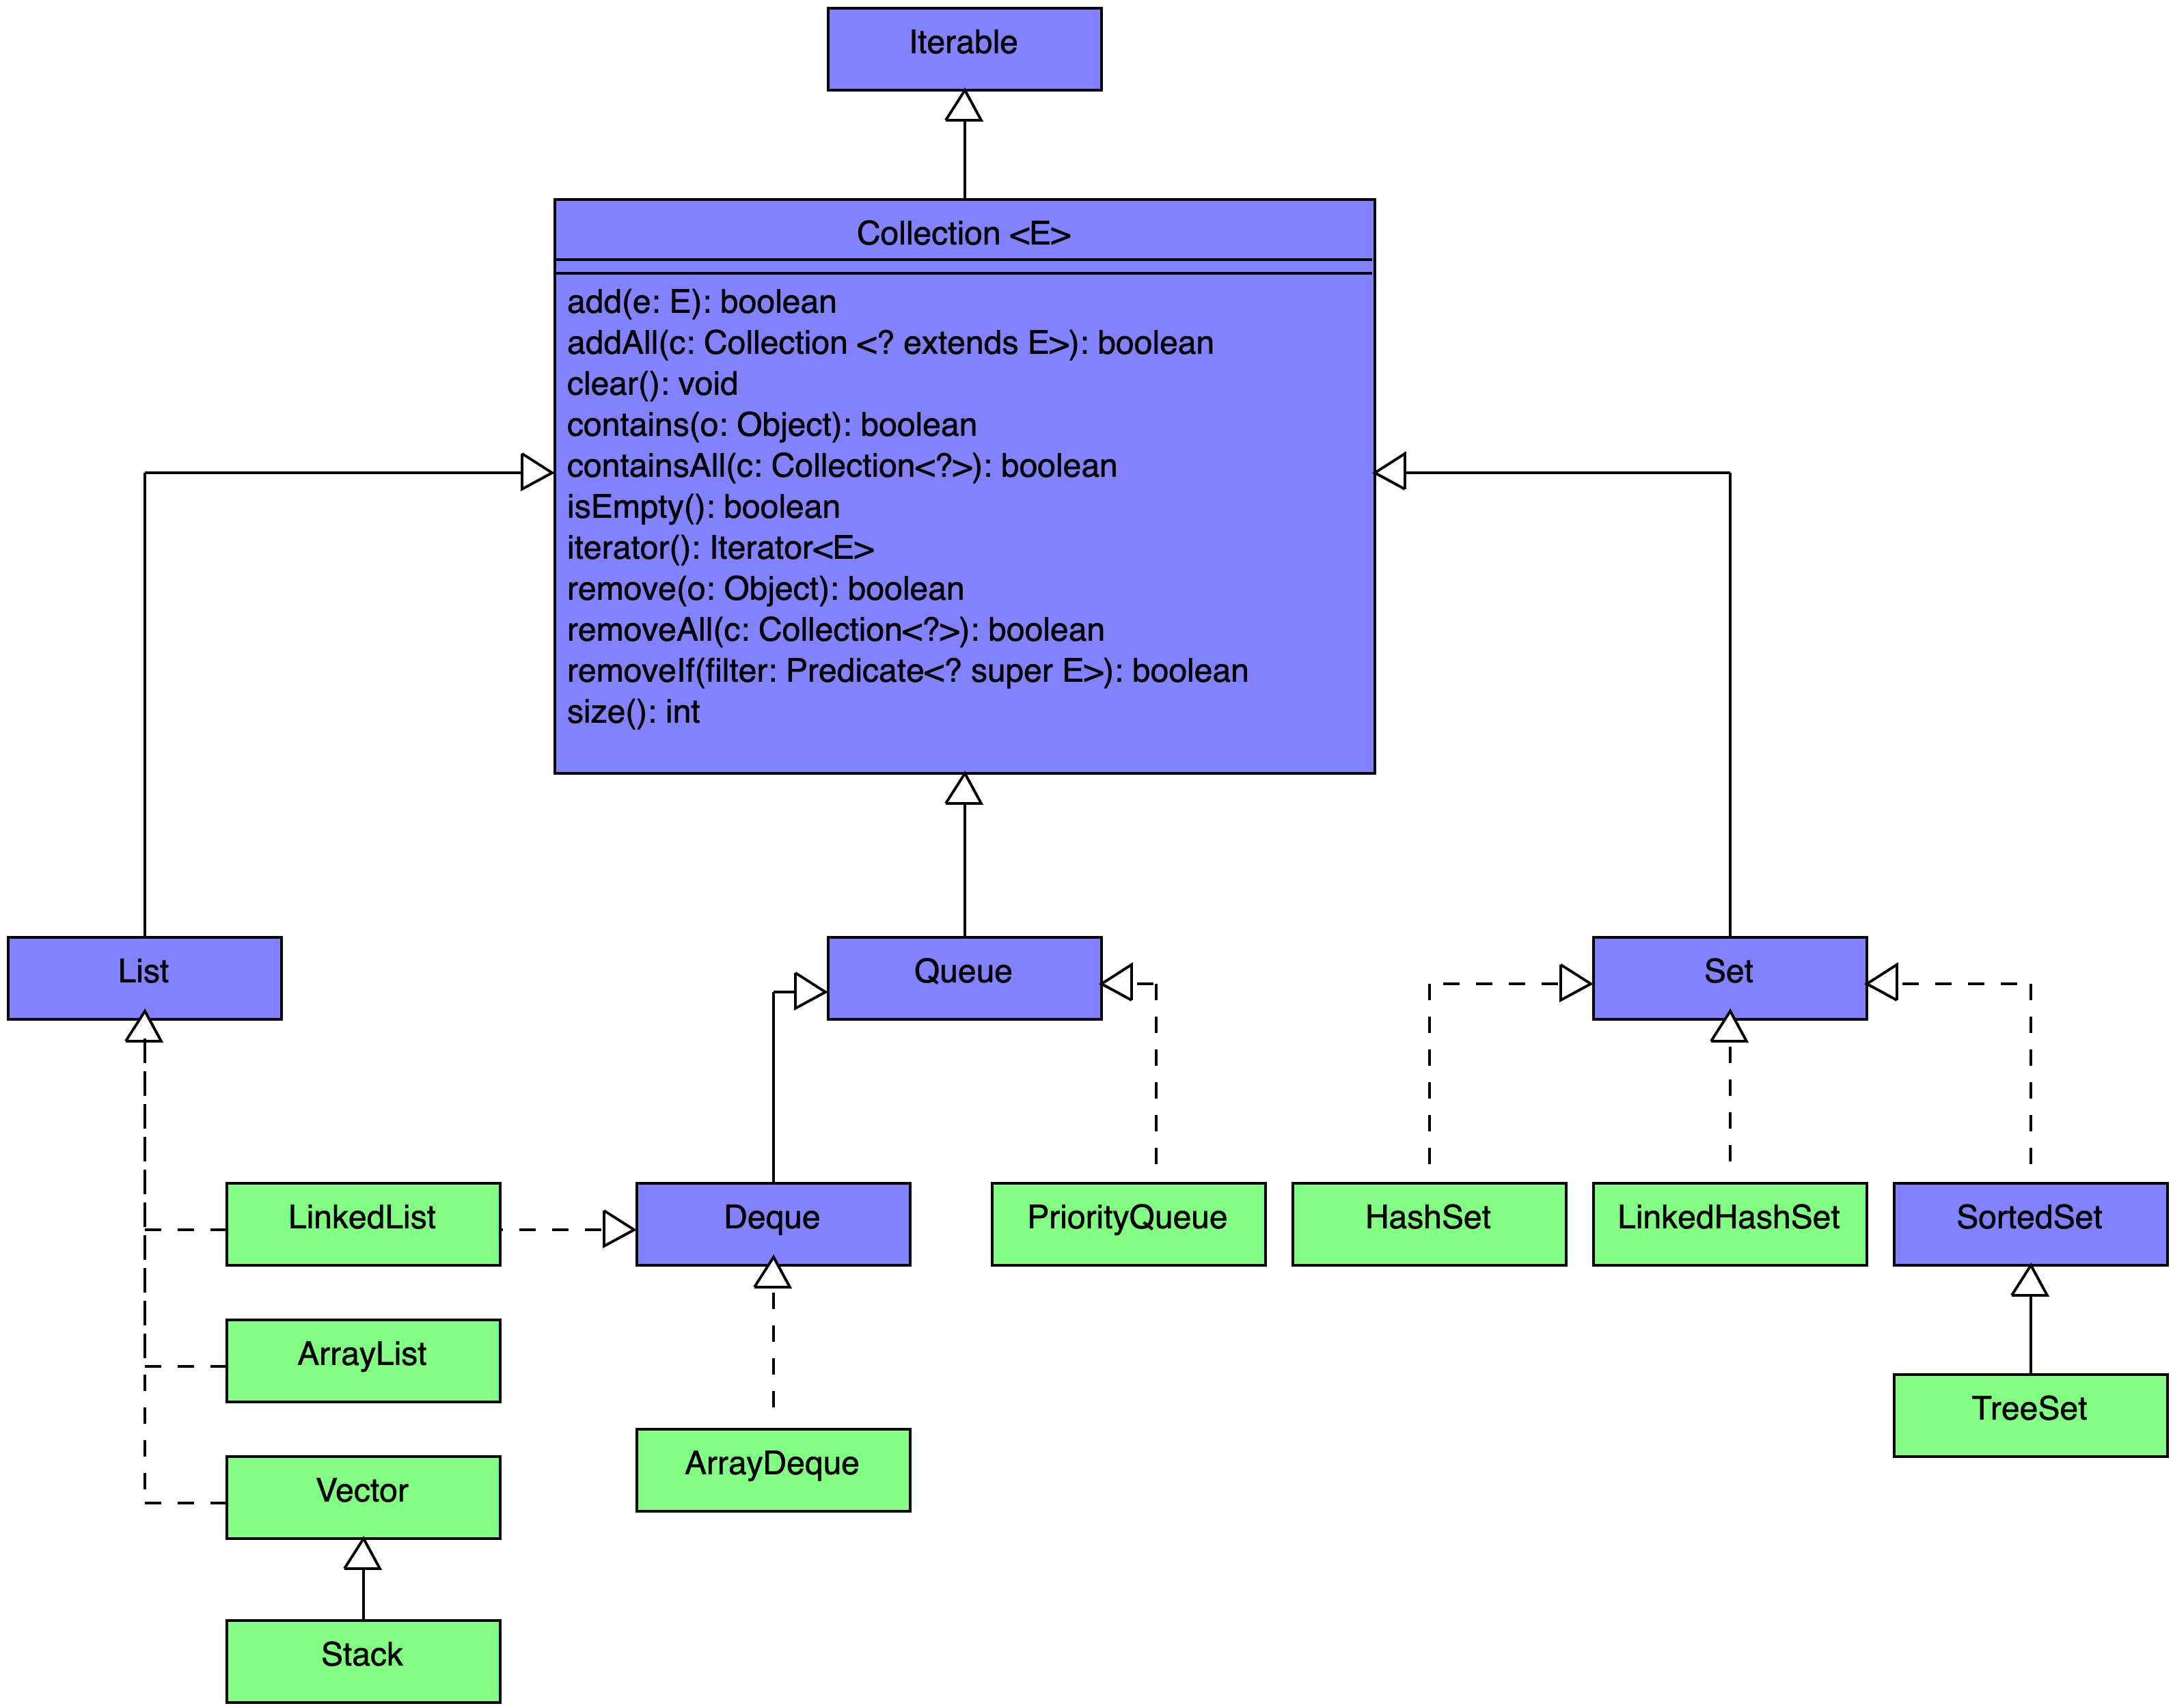 Iterable
Collection <E>
add(e: E): boolean
addAll(c: Collection <? extends E>): boolean
clear(): void
contains(o: Object): boolean
containsAll(c: Collection<?>): boolean
isEmpty(): boolean
iterator(): Iterator<E>
remove(o: Object): boolean
removeAll(c: Collection<?>): boolean
removeIf(filter: Predicate<? super E>): boolean
size(): int
List
Queue
Set
LinkedList
Deque
PriorityQueue
HashSet
LinkedHashSet
SortedSet
ArrayList
TreeSet
Vector
ArrayDeque
Stack